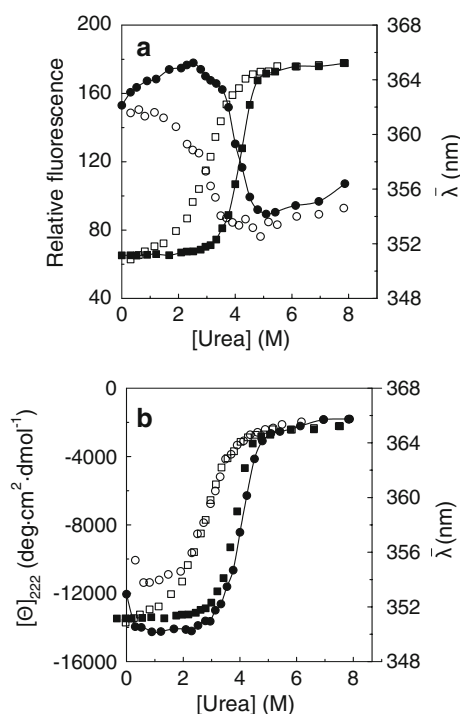 a
Relative fluorescence
200
160
120
80
40
368
364
360
356
352
348
λ̄ (nm)
0 2 4 6 8
[Urea] (M)
b
[Θ]222 (deg·cm²·dmol⁻¹)
0
-4000
-8000
-12000
-16000
368
364
360
356
352
348
λ̄ (nm)
0 2 4 6 8
[Urea] (M)